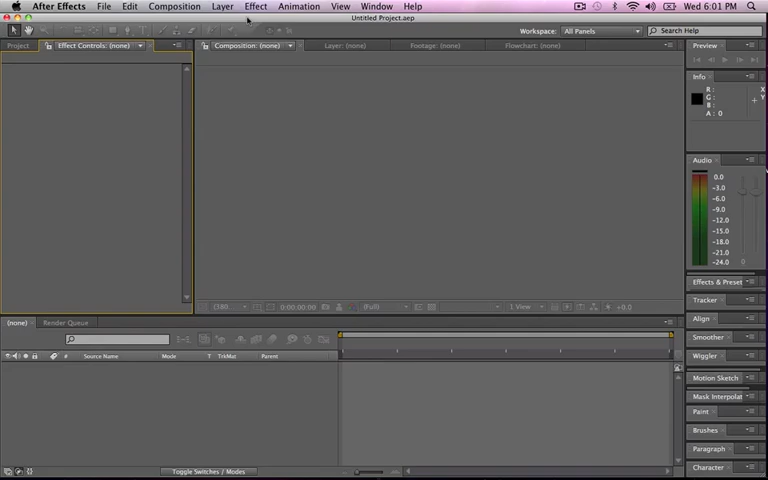 After Effects File Edit Composition Layer Effect Animation View Window Help Wed 6:01 PM
Untitled Project.aep
Workspace: All Panels Search Help
Project Effect Controls: (none) Composition: (none) Layer: (none) Footage: (none) Flowchart: (none) Preview
Info
R :
G :
B :
A : 0
X
Y
Audio
0.0
-3.0
-6.0
-9.0
-12.0
-15.0
-18.0
-21.0
-24.0
0
Effects & Preset
(380 0:00:00:00 (Full) 1 View +0.0
Tracker
Align
(none) Render Queue
Smoother
Source Name Mode T TrkMat Parent
Wiggler
Motion Sketch
Mask Interpolat
Paint
Brushes
Paragraph
Character
Toggle Switches / Modes